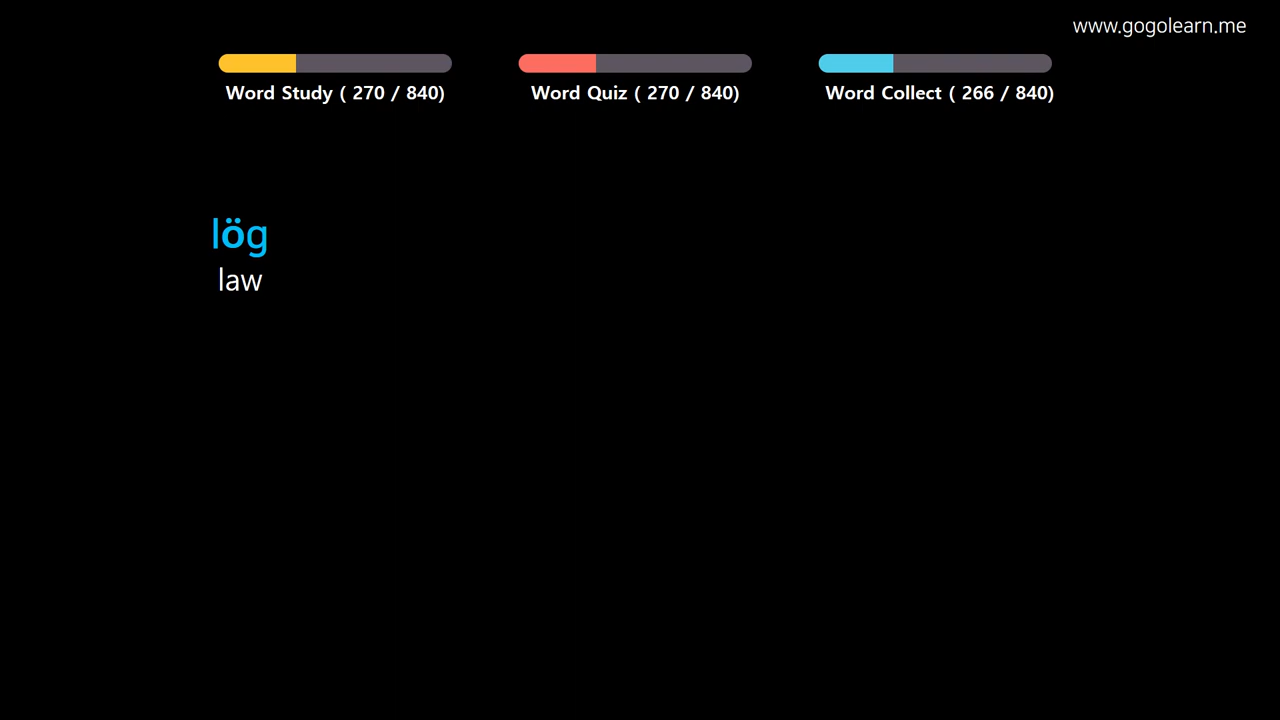 www.gogolearn.me
Word Study ( 270 / 840)
Word Quiz ( 270 / 840)
Word Collect ( 266 / 840)
lög
law